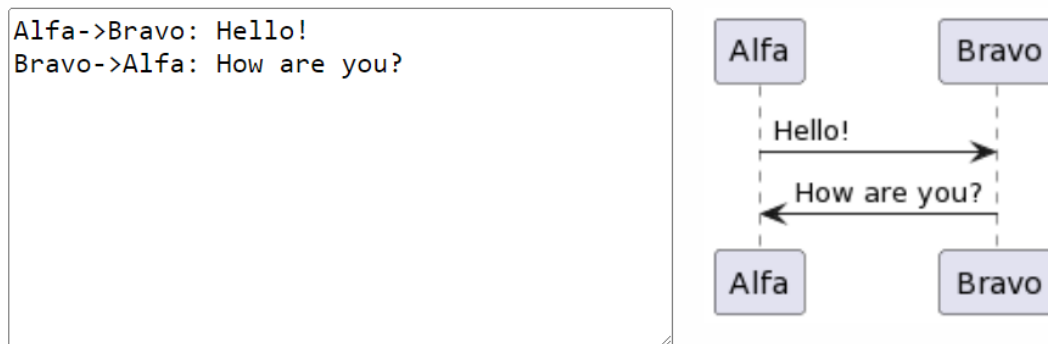 Alfa->Bravo: Hello!
Bravo->Alfa: How are you?
Alfa Bravo
Hello!
How are you?
Alfa Bravo